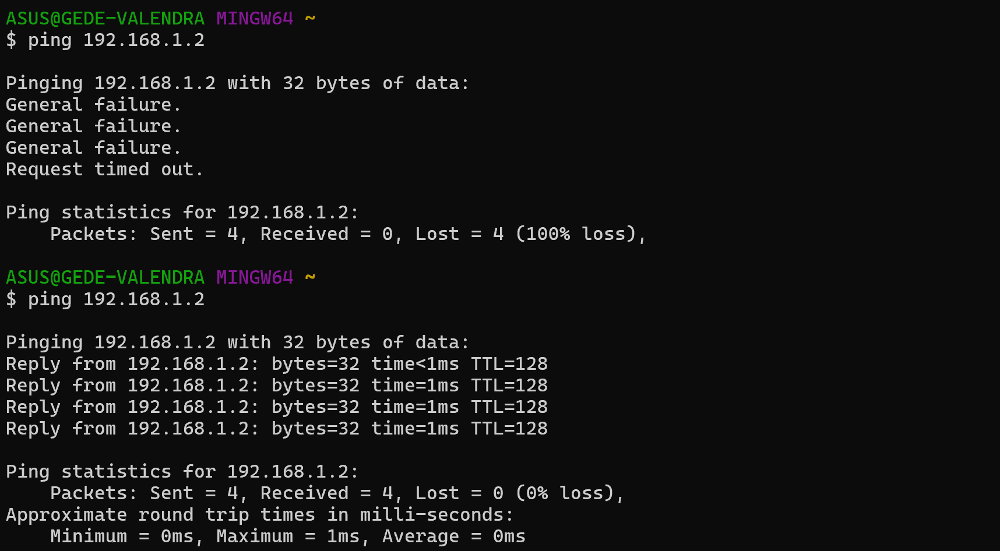 ASUS@GEDE-VALENDRA MINGW64 ~
$ ping 192.168.1.2
Pinging 192.168.1.2 with 32 bytes of data:
General failure.
General failure.
General failure.
Request timed out.
Ping statistics for 192.168.1.2:
    Packets: Sent = 4, Received = 0, Lost = 4 (100% loss),
ASUS@GEDE-VALENDRA MINGW64 ~
$ ping 192.168.1.2
Pinging 192.168.1.2 with 32 bytes of data:
Reply from 192.168.1.2: bytes=32 time<1ms TTL=128
Reply from 192.168.1.2: bytes=32 time=1ms TTL=128
Reply from 192.168.1.2: bytes=32 time=1ms TTL=128
Reply from 192.168.1.2: bytes=32 time=1ms TTL=128
Ping statistics for 192.168.1.2:
    Packets: Sent = 4, Received = 4, Lost = 0 (0% loss),
Approximate round trip times in milli-seconds:
    Minimum = 0ms, Maximum = 1ms, Average = 0ms